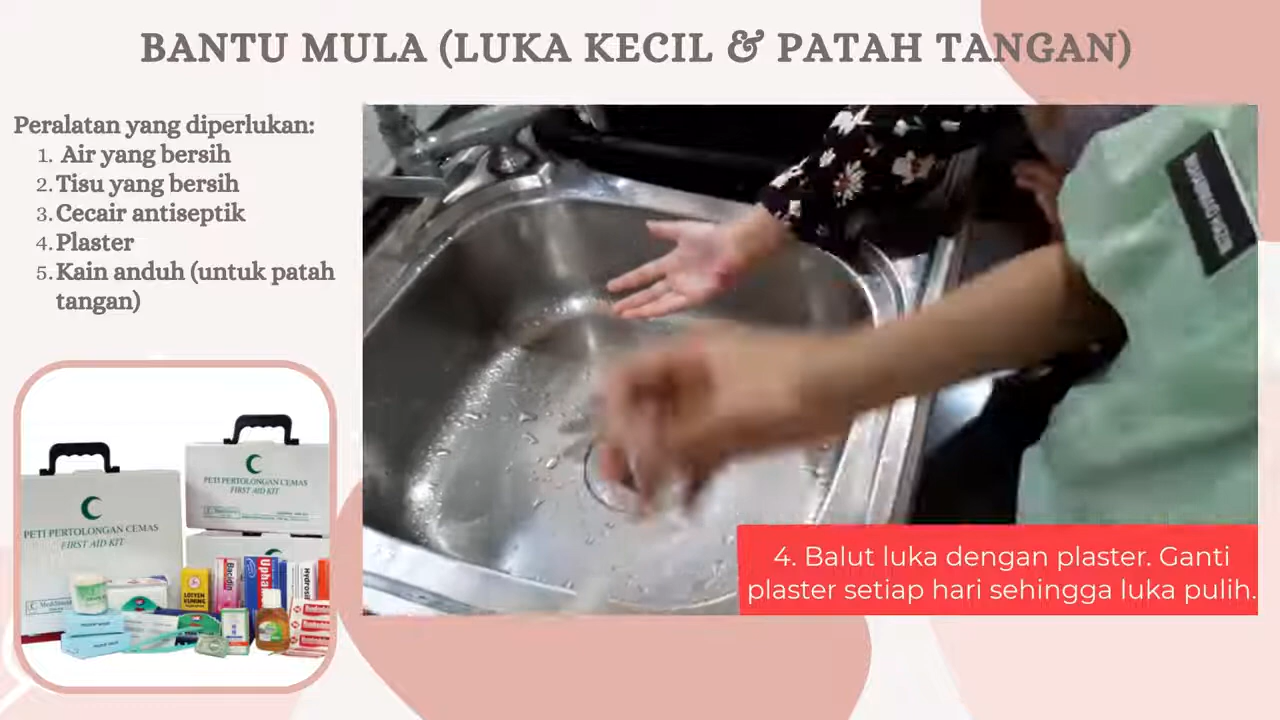 BANTU MULA (LUKA KECIL & PATAH TANGAN)
Peralatan yang diperlukan:
1. Air yang bersih
2. Tisu yang bersih
3. Cecair antiseptik
4. Plaster
5. Kain anduh (untuk patah
tangan)
PETI PERTOLONGAN CEMAS
FIRST AID KIT
PETI PERTOLONGAN CEMAS
FIRST AID KIT
4. Balut luka dengan plaster. Ganti
plaster setiap hari sehingga luka pulih.